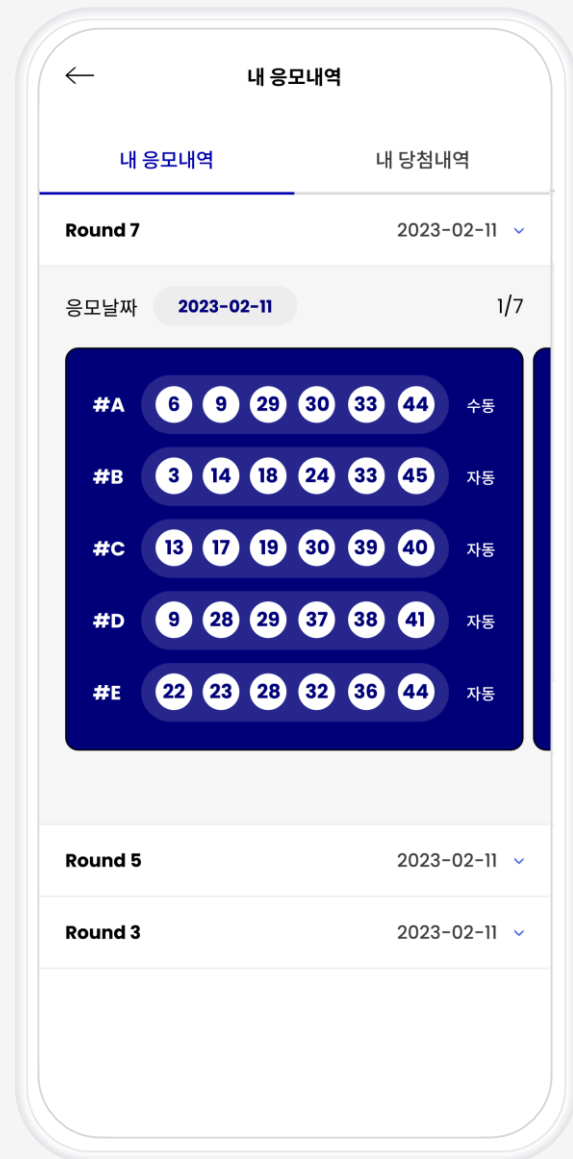 내 응모내역
내 응모내역 내 당첨내역
Round 7 2023-02-11
응모날짜 2023-02-11 1/7
#A 6 9 29 30 33 44 수동
#B 3 14 18 24 33 45 자동
#C 13 17 19 30 39 40 자동
#D 9 28 29 37 38 41 자동
#E 22 23 28 32 36 44 자동
Round 5 2023-02-11
Round 3 2023-02-11